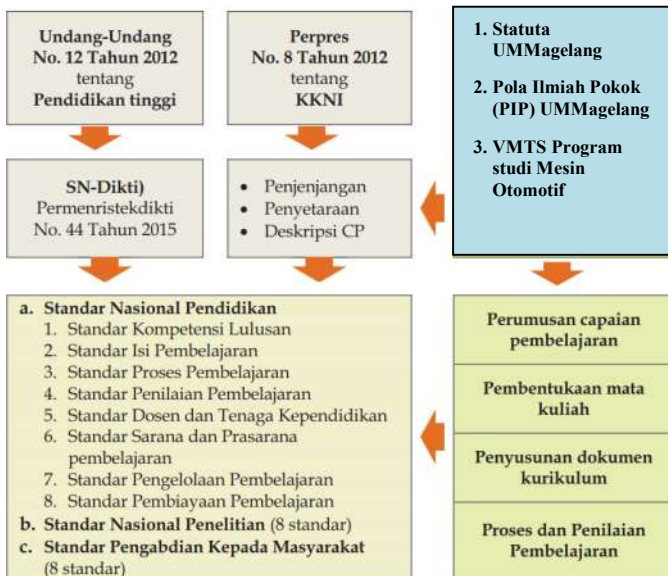 Undang-Undang
No. 12 Tahun 2012
tentang
Pendidikan tinggi
Perpres
No. 8 Tahun 2012
tentang
KKNI
1. Statuta
UMMagelang
2. Pola Ilmiah Pokok
(PIP) UMMagelang
3. VMTS Program
studi Mesin
Otomotif
SN-Dikti)
Permenristekdikti
No. 44 Tahun 2015
• Penjenjangan
• Penyetaraan
• Deskripsi CP
a. Standar Nasional Pendidikan
1. Standar Kompetensi Lulusan
2. Standar Isi Pembelajaran
3. Standar Proses Pembelajaran
4. Standar Penilaian Pembelajaran
5. Standar Dosen dan Tenaga Kependidikan
6. Standar Sarana dan Prasarana
pembelajaran
7. Standar Pengelolaan Pembelajaran
8. Standar Pembiayaan Pembelajaran
b. Standar Nasional Penelitian (8 standar)
c. Standar Pengabdian Kepada Masyarakat
(8 standar)
Perumusan capaian
pembelajaran
Pembentukaan mata
kuliah
Penyusunan dokumen
kurikulum
Proses dan Penilaian
Pembelajaran